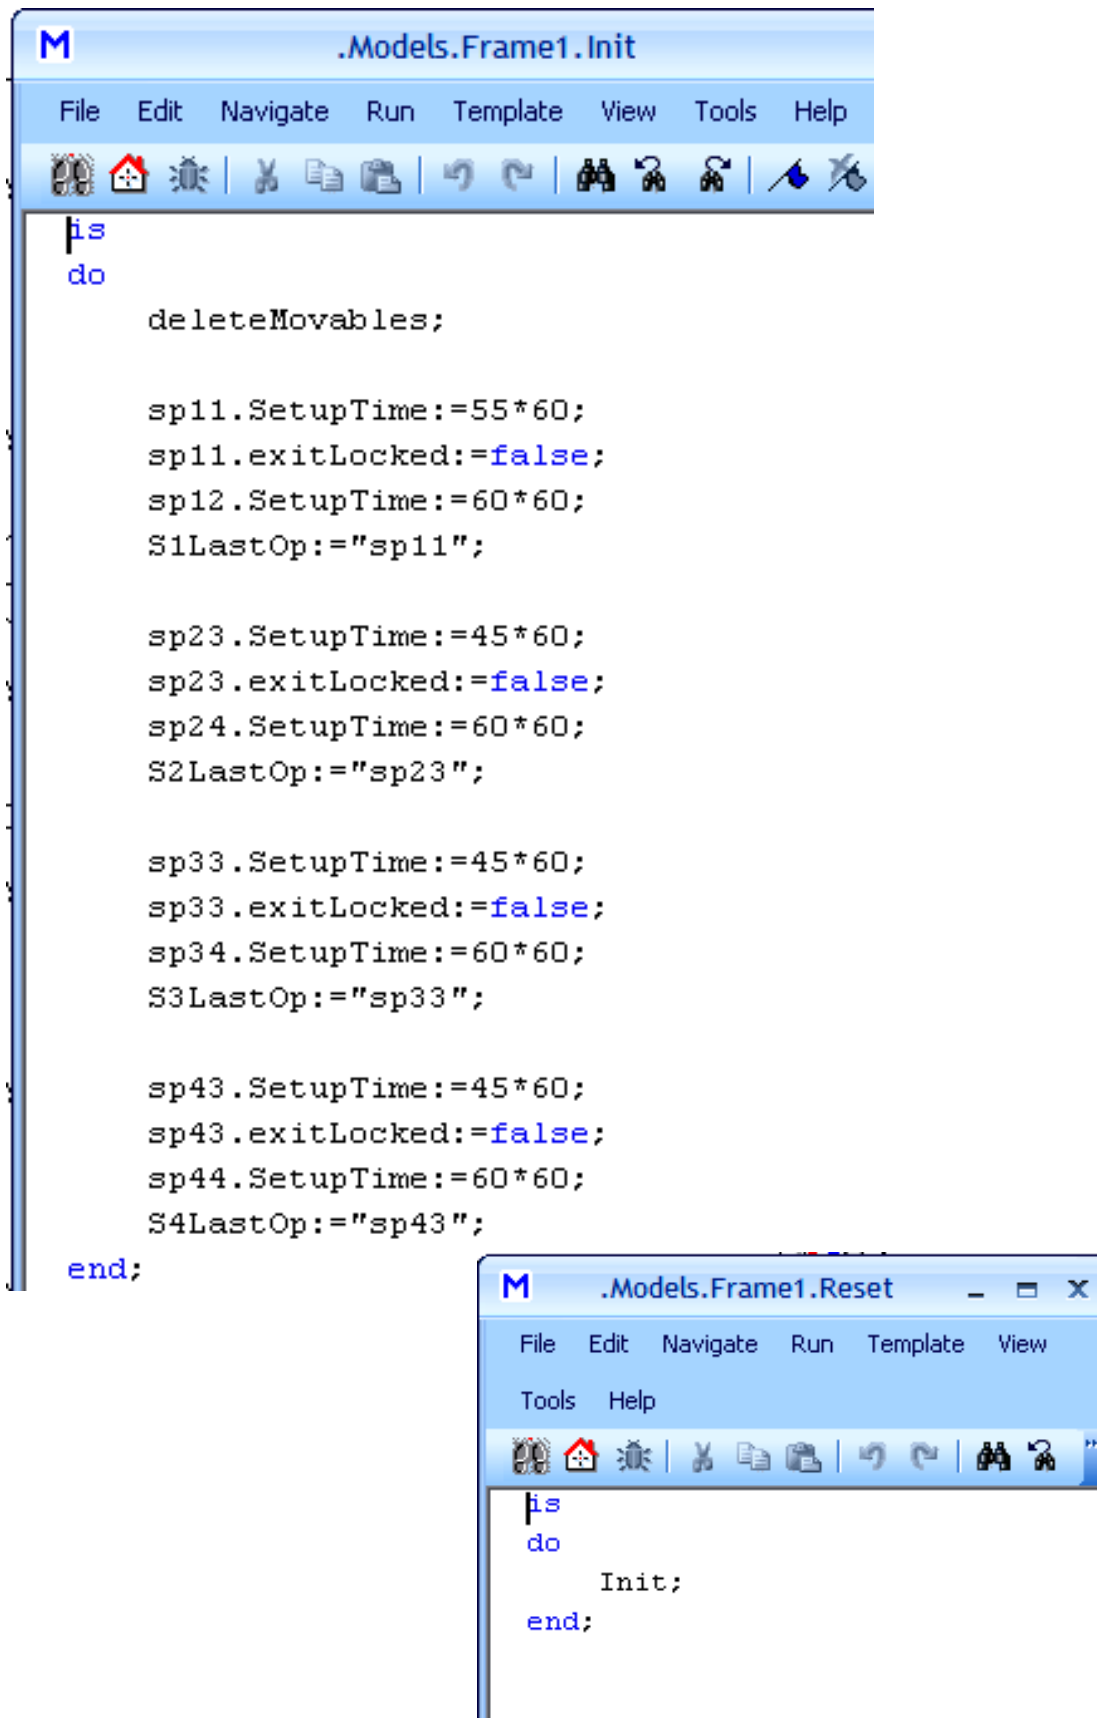 M .Models.Frame1.Init
File Edit Navigate Run Template View Tools Help
is
do
deleteMovables;
sp11.SetupTime:=55*60;
sp11.exitLocked:=false;
sp12.SetupTime:=60*60;
S1LastOp:="sp11";
sp23.SetupTime:=45*60;
sp23.exitLocked:=false;
sp24.SetupTime:=60*60;
S2LastOp:="sp23";
sp33.SetupTime:=45*60;
sp33.exitLocked:=false;
sp34.SetupTime:=60*60;
S3LastOp:="sp33";
sp43.SetupTime:=45*60;
sp43.exitLocked:=false;
sp44.SetupTime:=60*60;
S4LastOp:="sp43";
end;
M .Models.Frame1.Reset
File Edit Navigate Run Template View
Tools Help
is
do
Init;
end;